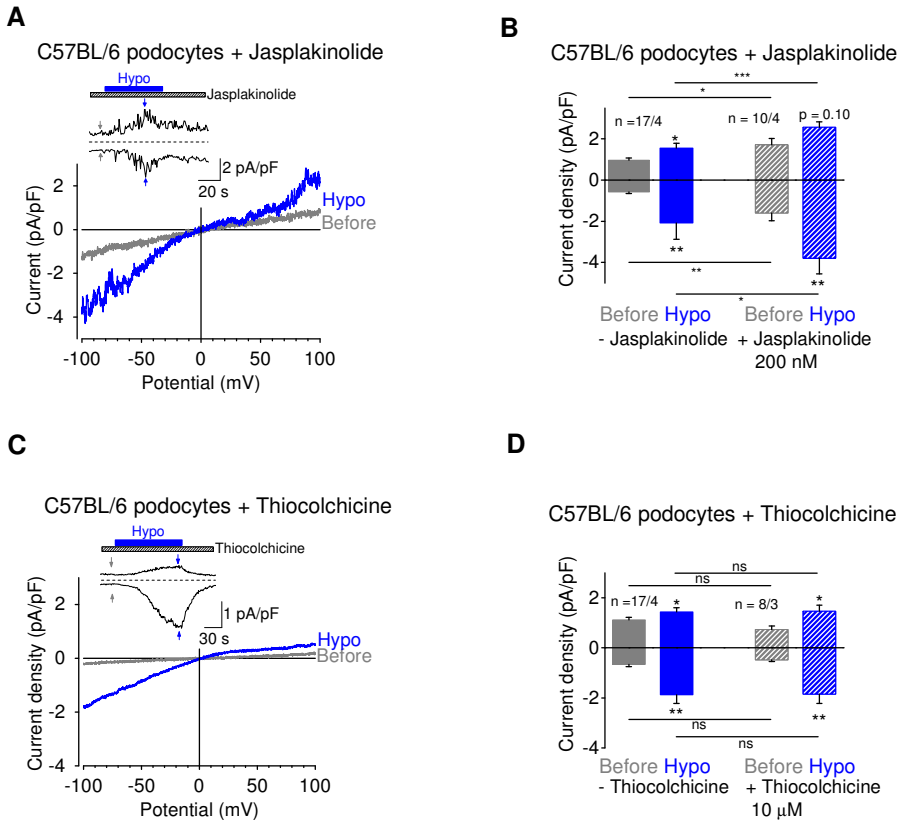 A
C57BL/6 podocytes + Jasplakinolide
Hypo
Jasplakinolide
2 pA/pF
20 s
Hypo
Before
Current (pA/pF)
2
0
-2
-4
-100 -50 0 50 100
Potential (mV)
B
C57BL/6 podocytes + Jasplakinolide
***
*
n =17/4
n = 10/4
p = 0.10
*
Current density (pA/pF)
2
0
-2
-4
**
**
**
*
Before Hypo Before Hypo
- Jasplakinolide + Jasplakinolide
200 nM
C
C57BL/6 podocytes + Thiocolchicine
Hypo
Thiocolchicine
1 pA/pF
30 s
Hypo
Before
Current density (pA/pF)
2
0
-2
-4
-100 -50 0 50 100
Potential (mV)
D
C57BL/6 podocytes + Thiocolchicine
ns
ns
n =17/4
*
n = 8/3
*
Current density (pA/pF)
2
0
-2
-4
**
**
ns
ns
Before Hypo Before Hypo
- Thiocolchicine + Thiocolchicine
10 µM